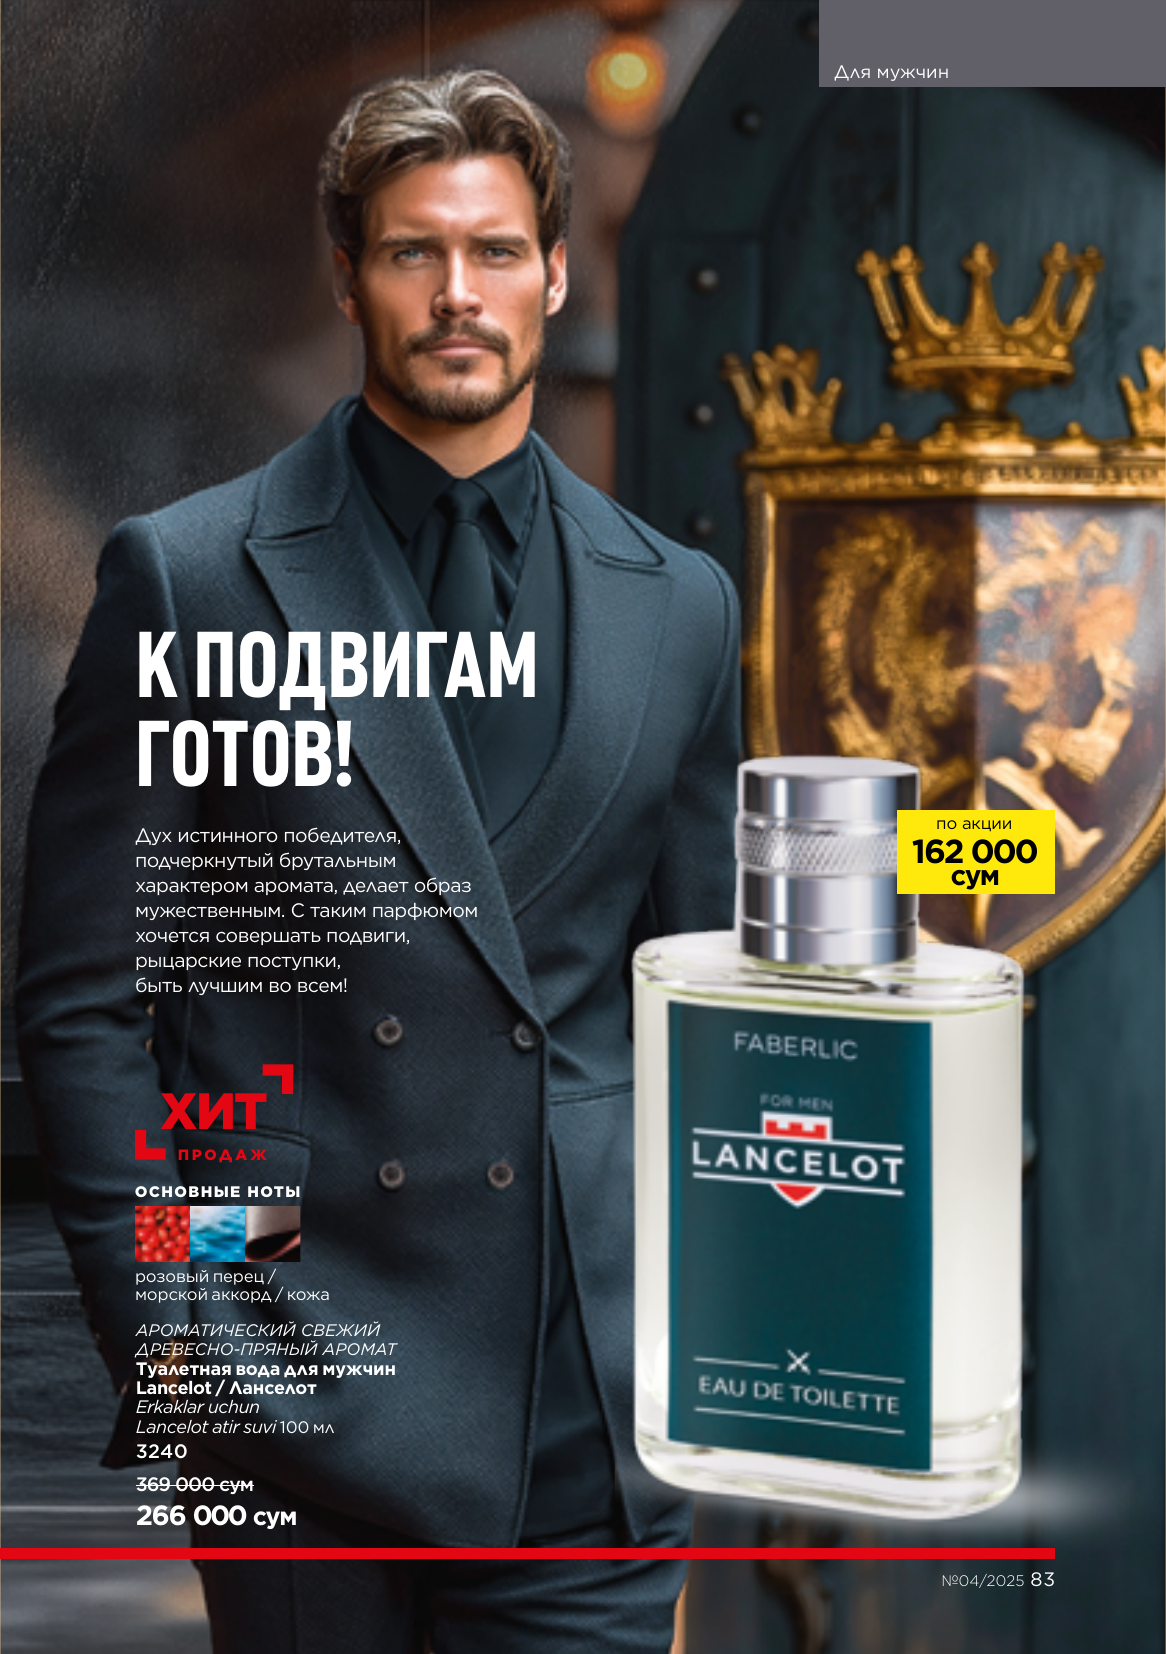 Для мужчин
К ПОДВИГАМ
ГОТОВ!
Дух истинного победителя,
подчеркнутый брутальным
характером аромата, делает образ
мужественным. С таким парфюмом
хочется совершать подвиги,
рыцарские поступки,
быть лучшим во всем!
по акции
162 000
сум
FABERLIC
FOR MEN
LANCELOT
EAU DE TOILETTE
ХИТ
ПРОДАЖ
ОСНОВНЫЕ НОТЫ
розовый перец /
морской аккорд / кожа
АРОМАТИЧЕСКИЙ СВЕЖИЙ
ДРЕВЕСНО-ПРЯНЫЙ АРОМАТ
Туалетная вода для мужчин
Lancelot / Ланселот
Erkaklar uchun
Lancelot atir suvi 100 мл
3240
369 000 сум
266 000 сум
№04/2025 83